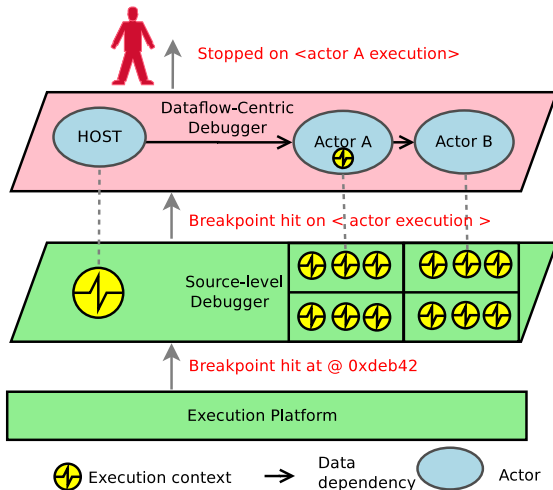 Stopped on <actor A execution>
Dataflow-Centric
Debugger
HOST
Actor A
Actor B
Breakpoint hit on < actor execution >
Source-level
Debugger
Breakpoint hit at @ 0xdeb42
Execution Platform
Execution context
Data
dependency
Actor